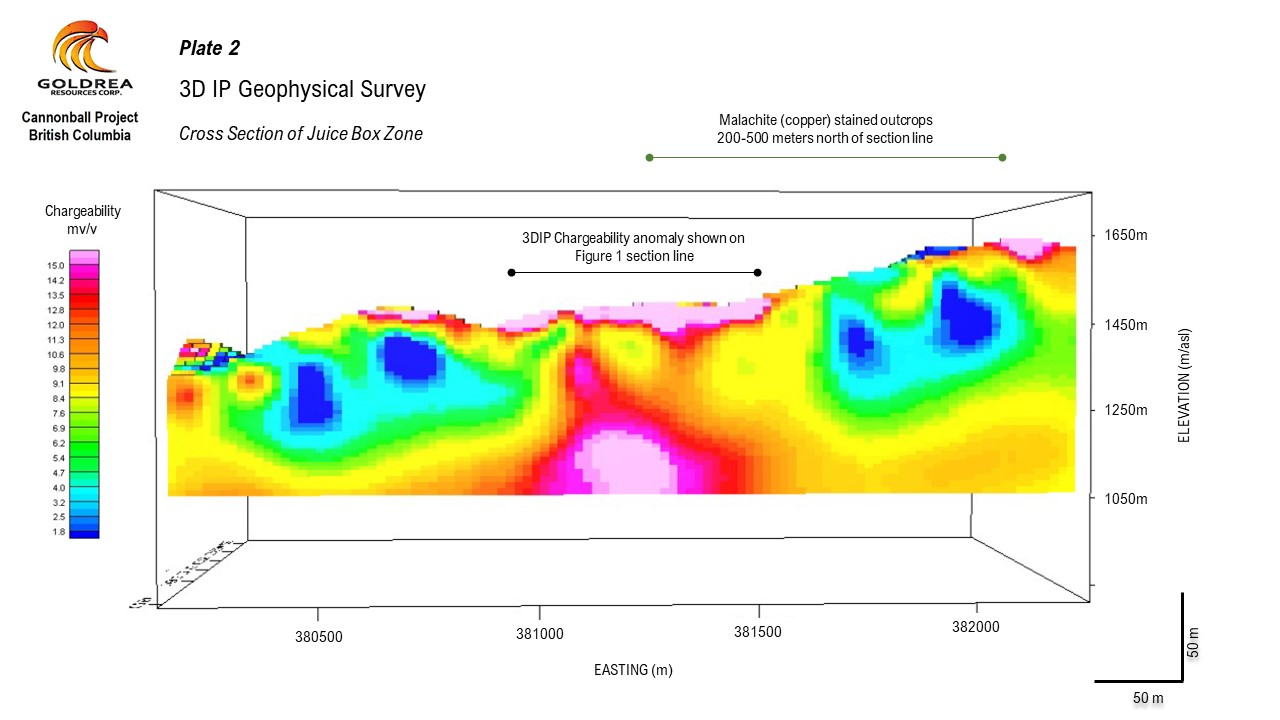 GOLDREA
RESOURCES CORP.
Cannonball Project
British Columbia
Plate 2
3D IP Geophysical Survey
Cross Section of Juice Box Zone
Malachite (copper) stained outcrops
200-500 meters north of section line
3DIP Chargeability anomaly shown on
Figure 1 section line
Chargeability
mv/v
15.0
14.2
13.5
12.8
12.0
11.3
10.6
9.8
9.1
8.4
7.6
6.9
6.2
5.4
4.7
4.0
3.2
2.5
1.8
1650m
1450m
1250m
1050m
ELEVATION (m/asl)
380500
381000
381500
382000
EASTING (m)
50 m
50 m